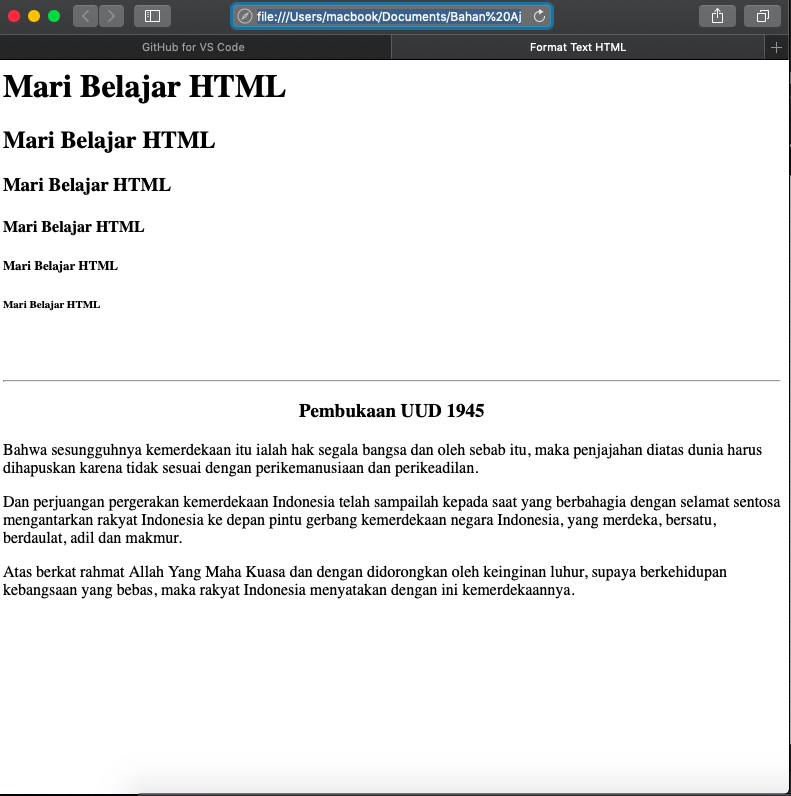 file:///Users/macbook/Documents/Bahan%20Aj
GitHub for VS Code
Format Text HTML
Mari Belajar HTML
Mari Belajar HTML
Mari Belajar HTML
Mari Belajar HTML
Mari Belajar HTML
Mari Belajar HTML
Pembukaan UUD 1945
Bahwa sesungguhnya kemerdekaan itu ialah hak segala bangsa dan oleh sebab itu, maka penjajahan diatas dunia harus
dihapuskan karena tidak sesuai dengan perikemanusiaan dan perikeadilan.
Dan perjuangan pergerakan kemerdekaan Indonesia telah sampailah kepada saat yang berbahagia dengan selamat sentosa
mengantarkan rakyat Indonesia ke depan pintu gerbang kemerdekaan negara Indonesia, yang merdeka, bersatu,
berdaulat, adil dan makmur.
Atas berkat rahmat Allah Yang Maha Kuasa dan dengan didorongkan oleh keinginan luhur, supaya berkehidupan
kebangsaan yang bebas, maka rakyat Indonesia menyatakan dengan ini kemerdekaannya.